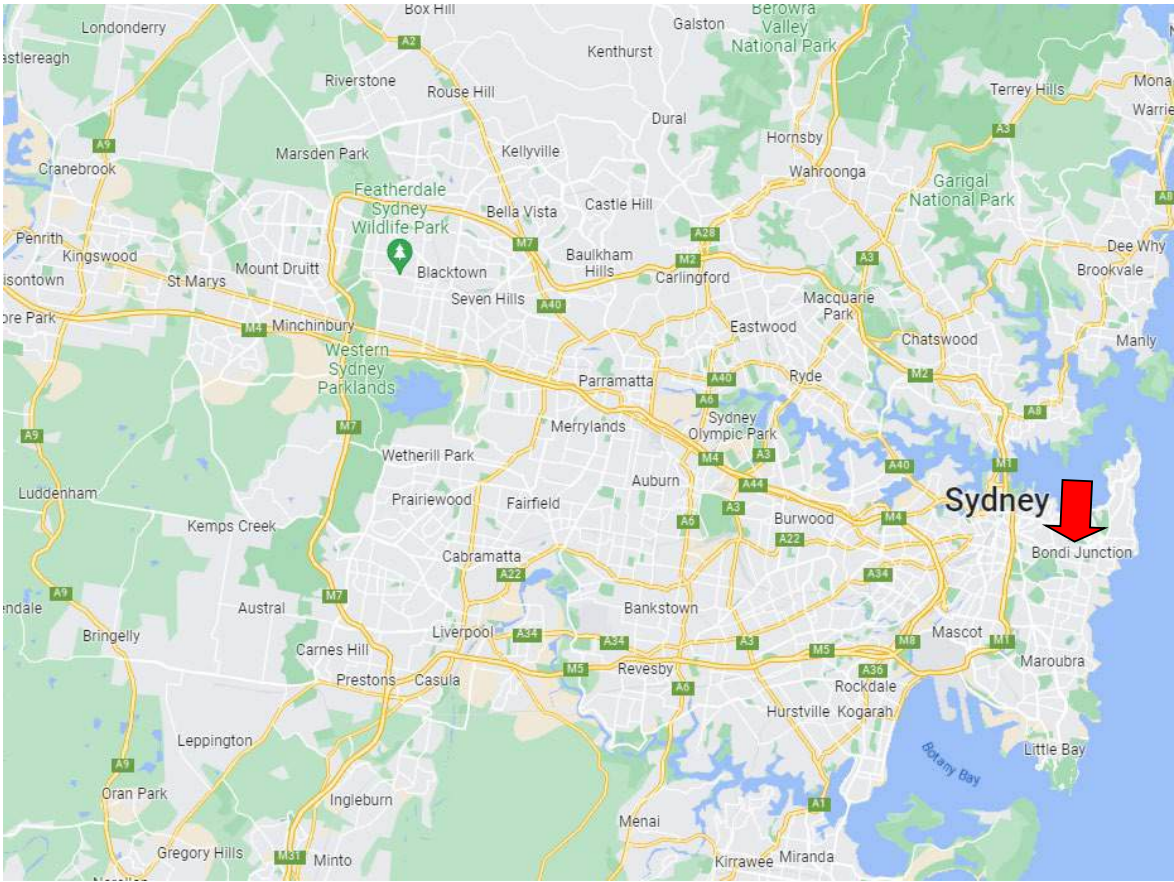 Box Hill
Berowra
Valley
National Park
Londonderry
Galston
A2
Kenthurst
Riverstone
Rouse Hill
Terrey Hills
Mona
Warrie
Dural
A3
A9
Hornsby
Cranebrook
Marsden Park
Kellyville
Wahroonga
Featherdale
Sydney
Wildlife Park
Castle Hill
Garigal
National Park
A8
Bella Vista
Penrith
A28
M7
Dee Why
Kingswood
Baulkham
Hills
M2
A3
Mount Druitt
Blacktown
Carlingford
Brookvale
St Marys
Seven Hills
A40
Macquarie
Park
M4
Minchinbury
Eastwood
Chatswood
Manly
Western
Sydney
Parklands
Parramatta
A40
Ryde
M2
A6
A8
Merrylands
Sydney
Olympic Park
M7
A9
Wetherill Park
M4
A3
A40
M1
Auburn
A44
Luddenham
Prairiewood
Fairfield
A3
Sydney
Kemps Creek
A6
Burwood
M4
A22
Bondi Junction
Cabramatta
A22
A34
A9
M7
Austral
Bankstown
Bringelly
Liverpool
A34
A34
A3
M8
Mascot
M1
Carnes Hill
M5
M5
Revesby
Maroubra
Prestons
Casula
A6
A36
Rockdale
Hurstville
Kogarah
Leppington
Little Bay
A9
Botany Bay
Oran Park
Ingleburn
A1
Menai
Gregory Hills
M31
Minto
Kirrawee
Miranda